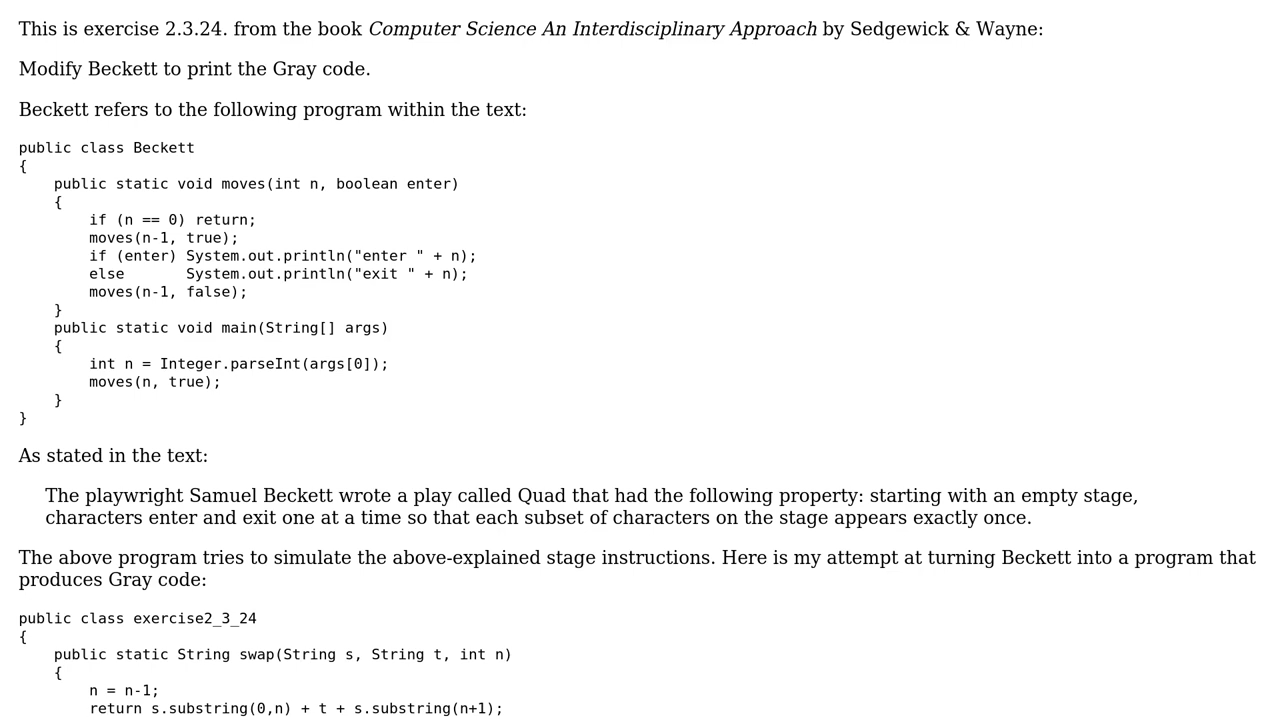 This is exercise 2.3.24. from the book Computer Science An Interdisciplinary Approach by Sedgewick & Wayne:
Modify Beckett to print the Gray code.
Beckett refers to the following program within the text:
public class Beckett
{
    public static void moves(int n, boolean enter)
    {
        if (n == 0) return;
        moves(n-1, true);
        if (enter) System.out.println("enter " + n);
        else       System.out.println("exit " + n);
        moves(n-1, false);
    }
    public static void main(String[] args)
    {
        int n = Integer.parseInt(args[0]);
        moves(n, true);
    }
}
As stated in the text:
The playwright Samuel Beckett wrote a play called Quad that had the following property: starting with an empty stage,
characters enter and exit one at a time so that each subset of characters on the stage appears exactly once.
The above program tries to simulate the above-explained stage instructions. Here is my attempt at turning Beckett into a program that
produces Gray code:
public class exercise2_3_24
{
    public static String swap(String s, String t, int n)
    {
        n = n-1;
        return s.substring(0,n) + t + s.substring(n+1);